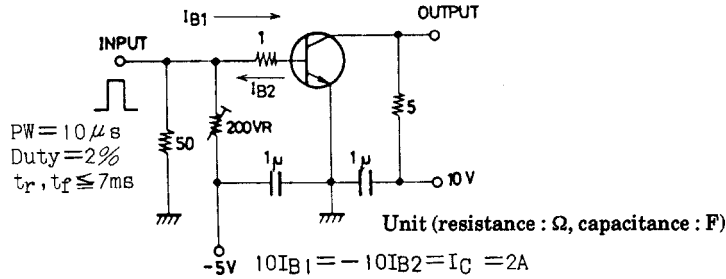 IB1
OUTPUT
INPUT
1
IB2
PW=10μs
Duty=2%
tr, tf≦7ms
50
200VR
5
1μ
1μ
10V
Unit (resistance : Ω, capacitance : F)
-5V
10IB1=-10IB2=IC=2A